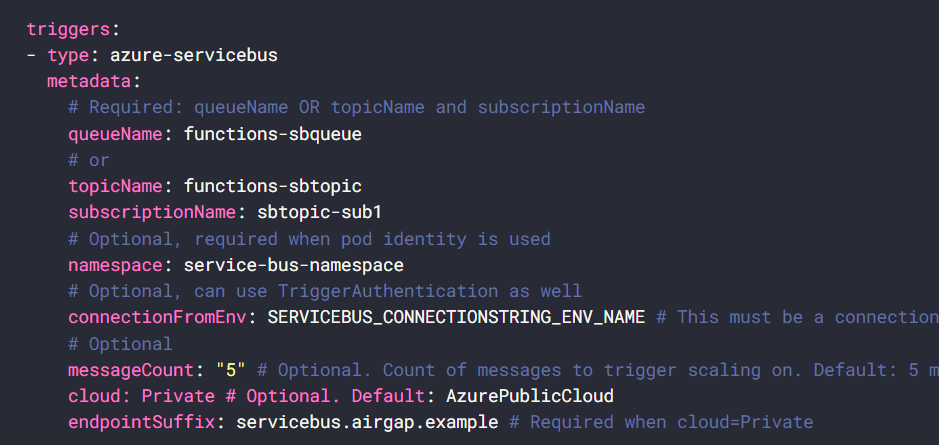 triggers:
- type: azure-servicebus
metadata:
# Required: queueName OR topicName and subscriptionName
queueName: functions-sbqueue
# or
topicName: functions-sbtopic
subscriptionName: sbtopic-sub1
# Optional, required when pod identity is used
namespace: service-bus-namespace
# Optional, can use TriggerAuthentication as well
connectionFromEnv: SERVICEBUS_CONNECTIONSTRING_ENV_NAME # This must be a connection
# Optional
messageCount: "5" # Optional. Count of messages to trigger scaling on. Default: 5 m
cloud: Private # Optional. Default: AzurePublicCloud
endpointSuffix: servicebus.airgap.example # Required when cloud=Private